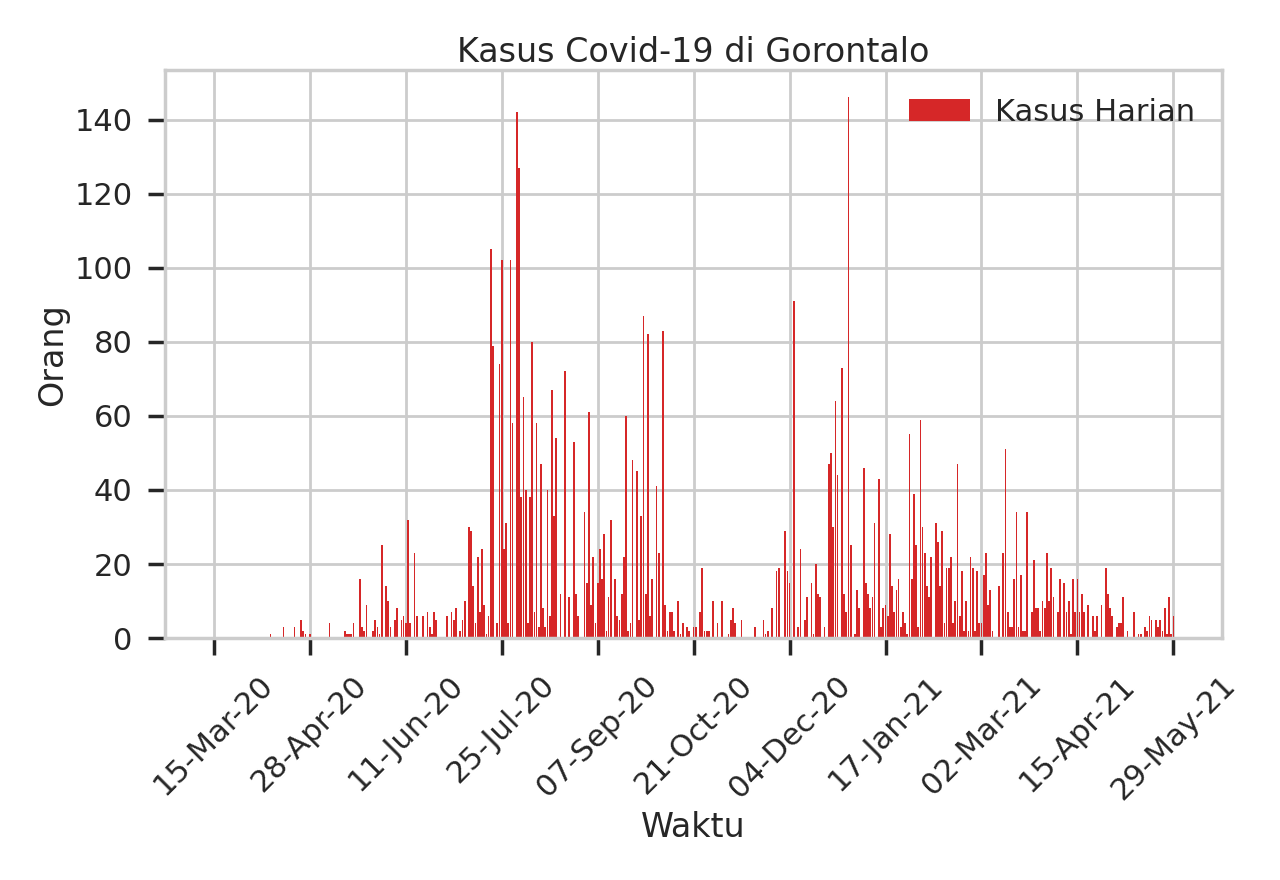 Kasus Covid-19 di Gorontalo
Kasus Harian
Orang
140
120
100
80
60
40
20
0
15-Mar-20
28-Apr-20
11-Jun-20
25-Jul-20
07-Sep-20
21-Oct-20
04-Dec-20
17-Jan-21
02-Mar-21
15-Apr-21
29-May-21
Waktu